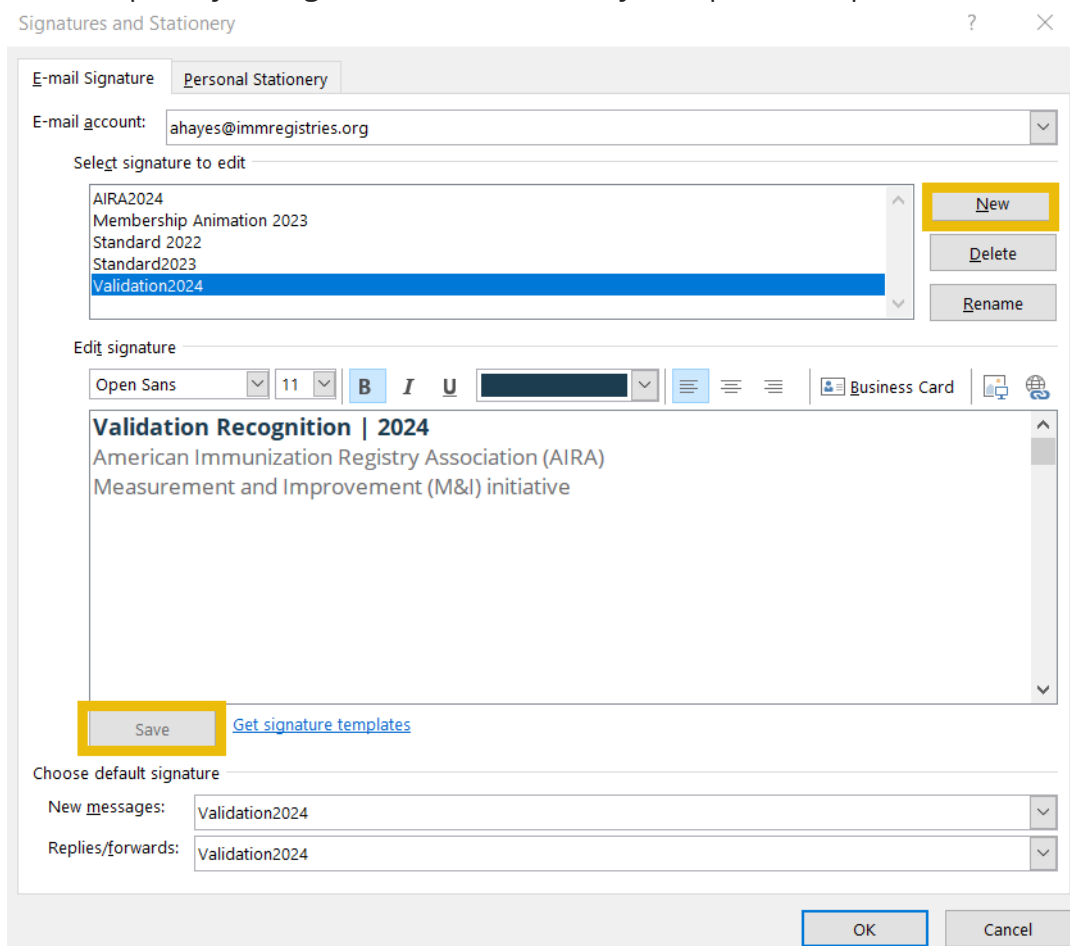 Signatures and Stationery ?
E-mail Signature Personal Stationery
E-mail account: ahayes@immregistries.org
Select signature to edit
AIRA2024
Membership Animation 2023
Standard 2022
Standard2023
Validation2024
New
Delete
Rename
Edit signature
Open Sans 11 B I U Business Card
Validation Recognition | 2024
American Immunization Registry Association (AIRA)
Measurement and Improvement (M&I) initiative
Save Get signature templates
Choose default signature
New messages: Validation2024
Replies/forwards: Validation2024
OK Cancel